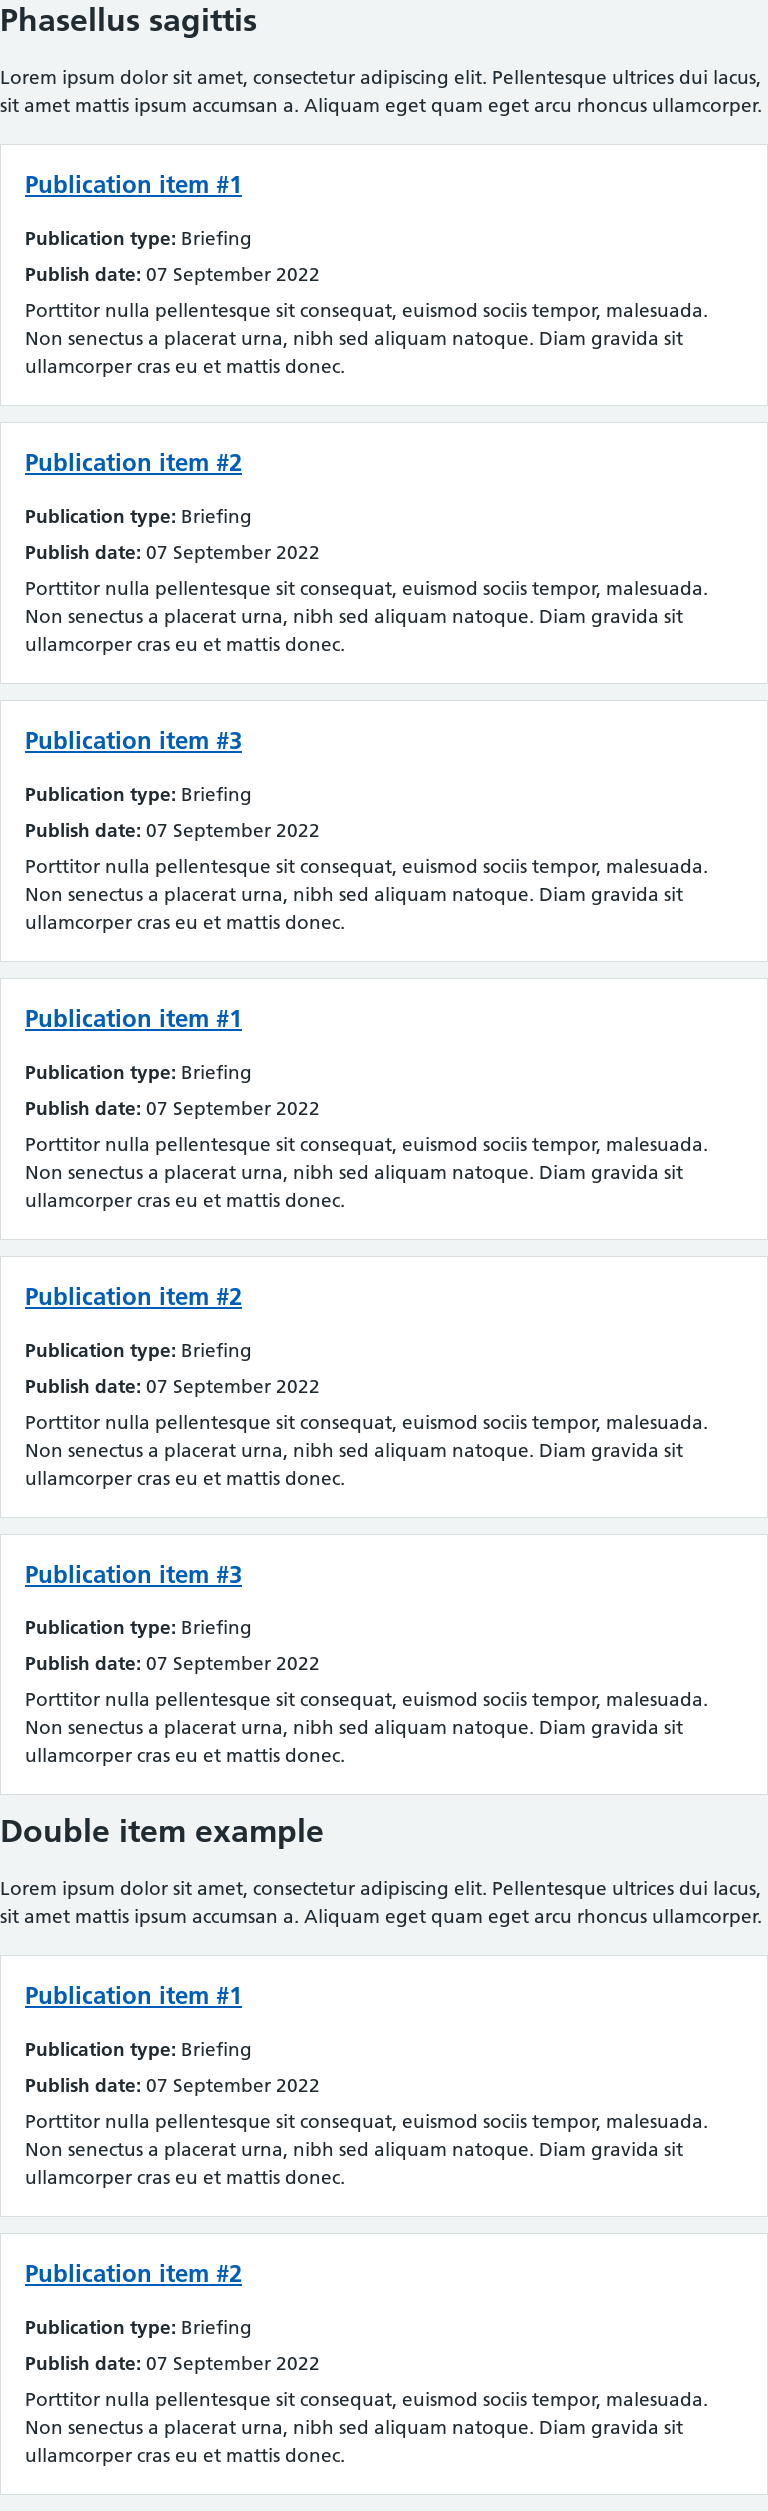 Phasellus sagittis
Lorem ipsum dolor sit amet, consectetur adipiscing elit. Pellentesque ultrices dui lacus,
sit amet mattis ipsum accumsan a. Aliquam eget quam eget arcu rhoncus ullamcorper.
Publication item #1
Publication type: Briefing
Publish date: 07 September 2022
Porttitor nulla pellentesque sit consequat, euismod sociis tempor, malesuada.
Non senectus a placerat urna, nibh sed aliquam natoque. Diam gravida sit
ullamcorper cras eu et mattis donec.
Publication item #2
Publication type: Briefing
Publish date: 07 September 2022
Porttitor nulla pellentesque sit consequat, euismod sociis tempor, malesuada.
Non senectus a placerat urna, nibh sed aliquam natoque. Diam gravida sit
ullamcorper cras eu et mattis donec.
Publication item #3
Publication type: Briefing
Publish date: 07 September 2022
Porttitor nulla pellentesque sit consequat, euismod sociis tempor, malesuada.
Non senectus a placerat urna, nibh sed aliquam natoque. Diam gravida sit
ullamcorper cras eu et mattis donec.
Publication item #1
Publication type: Briefing
Publish date: 07 September 2022
Porttitor nulla pellentesque sit consequat, euismod sociis tempor, malesuada.
Non senectus a placerat urna, nibh sed aliquam natoque. Diam gravida sit
ullamcorper cras eu et mattis donec.
Publication item #2
Publication type: Briefing
Publish date: 07 September 2022
Porttitor nulla pellentesque sit consequat, euismod sociis tempor, malesuada.
Non senectus a placerat urna, nibh sed aliquam natoque. Diam gravida sit
ullamcorper cras eu et mattis donec.
Publication item #3
Publication type: Briefing
Publish date: 07 September 2022
Porttitor nulla pellentesque sit consequat, euismod sociis tempor, malesuada.
Non senectus a placerat urna, nibh sed aliquam natoque. Diam gravida sit
ullamcorper cras eu et mattis donec.
Double item example
Lorem ipsum dolor sit amet, consectetur adipiscing elit. Pellentesque ultrices dui lacus,
sit amet mattis ipsum accumsan a. Aliquam eget quam eget arcu rhoncus ullamcorper.
Publication item #1
Publication type: Briefing
Publish date: 07 September 2022
Porttitor nulla pellentesque sit consequat, euismod sociis tempor, malesuada.
Non senectus a placerat urna, nibh sed aliquam natoque. Diam gravida sit
ullamcorper cras eu et mattis donec.
Publication item #2
Publication type: Briefing
Publish date: 07 September 2022
Porttitor nulla pellentesque sit consequat, euismod sociis tempor, malesuada.
Non senectus a placerat urna, nibh sed aliquam natoque. Diam gravida sit
ullamcorper cras eu et mattis donec.